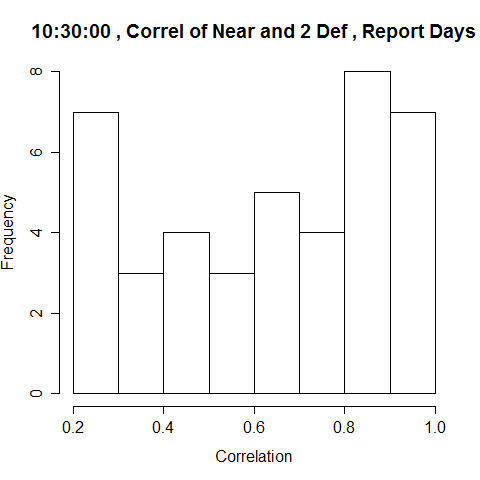 10:30:00 , Correl of Near and 2 Def , Report Days
8
6
4
2
0
Frequency
0.2 0.4 0.6 0.8 1.0
Correlation